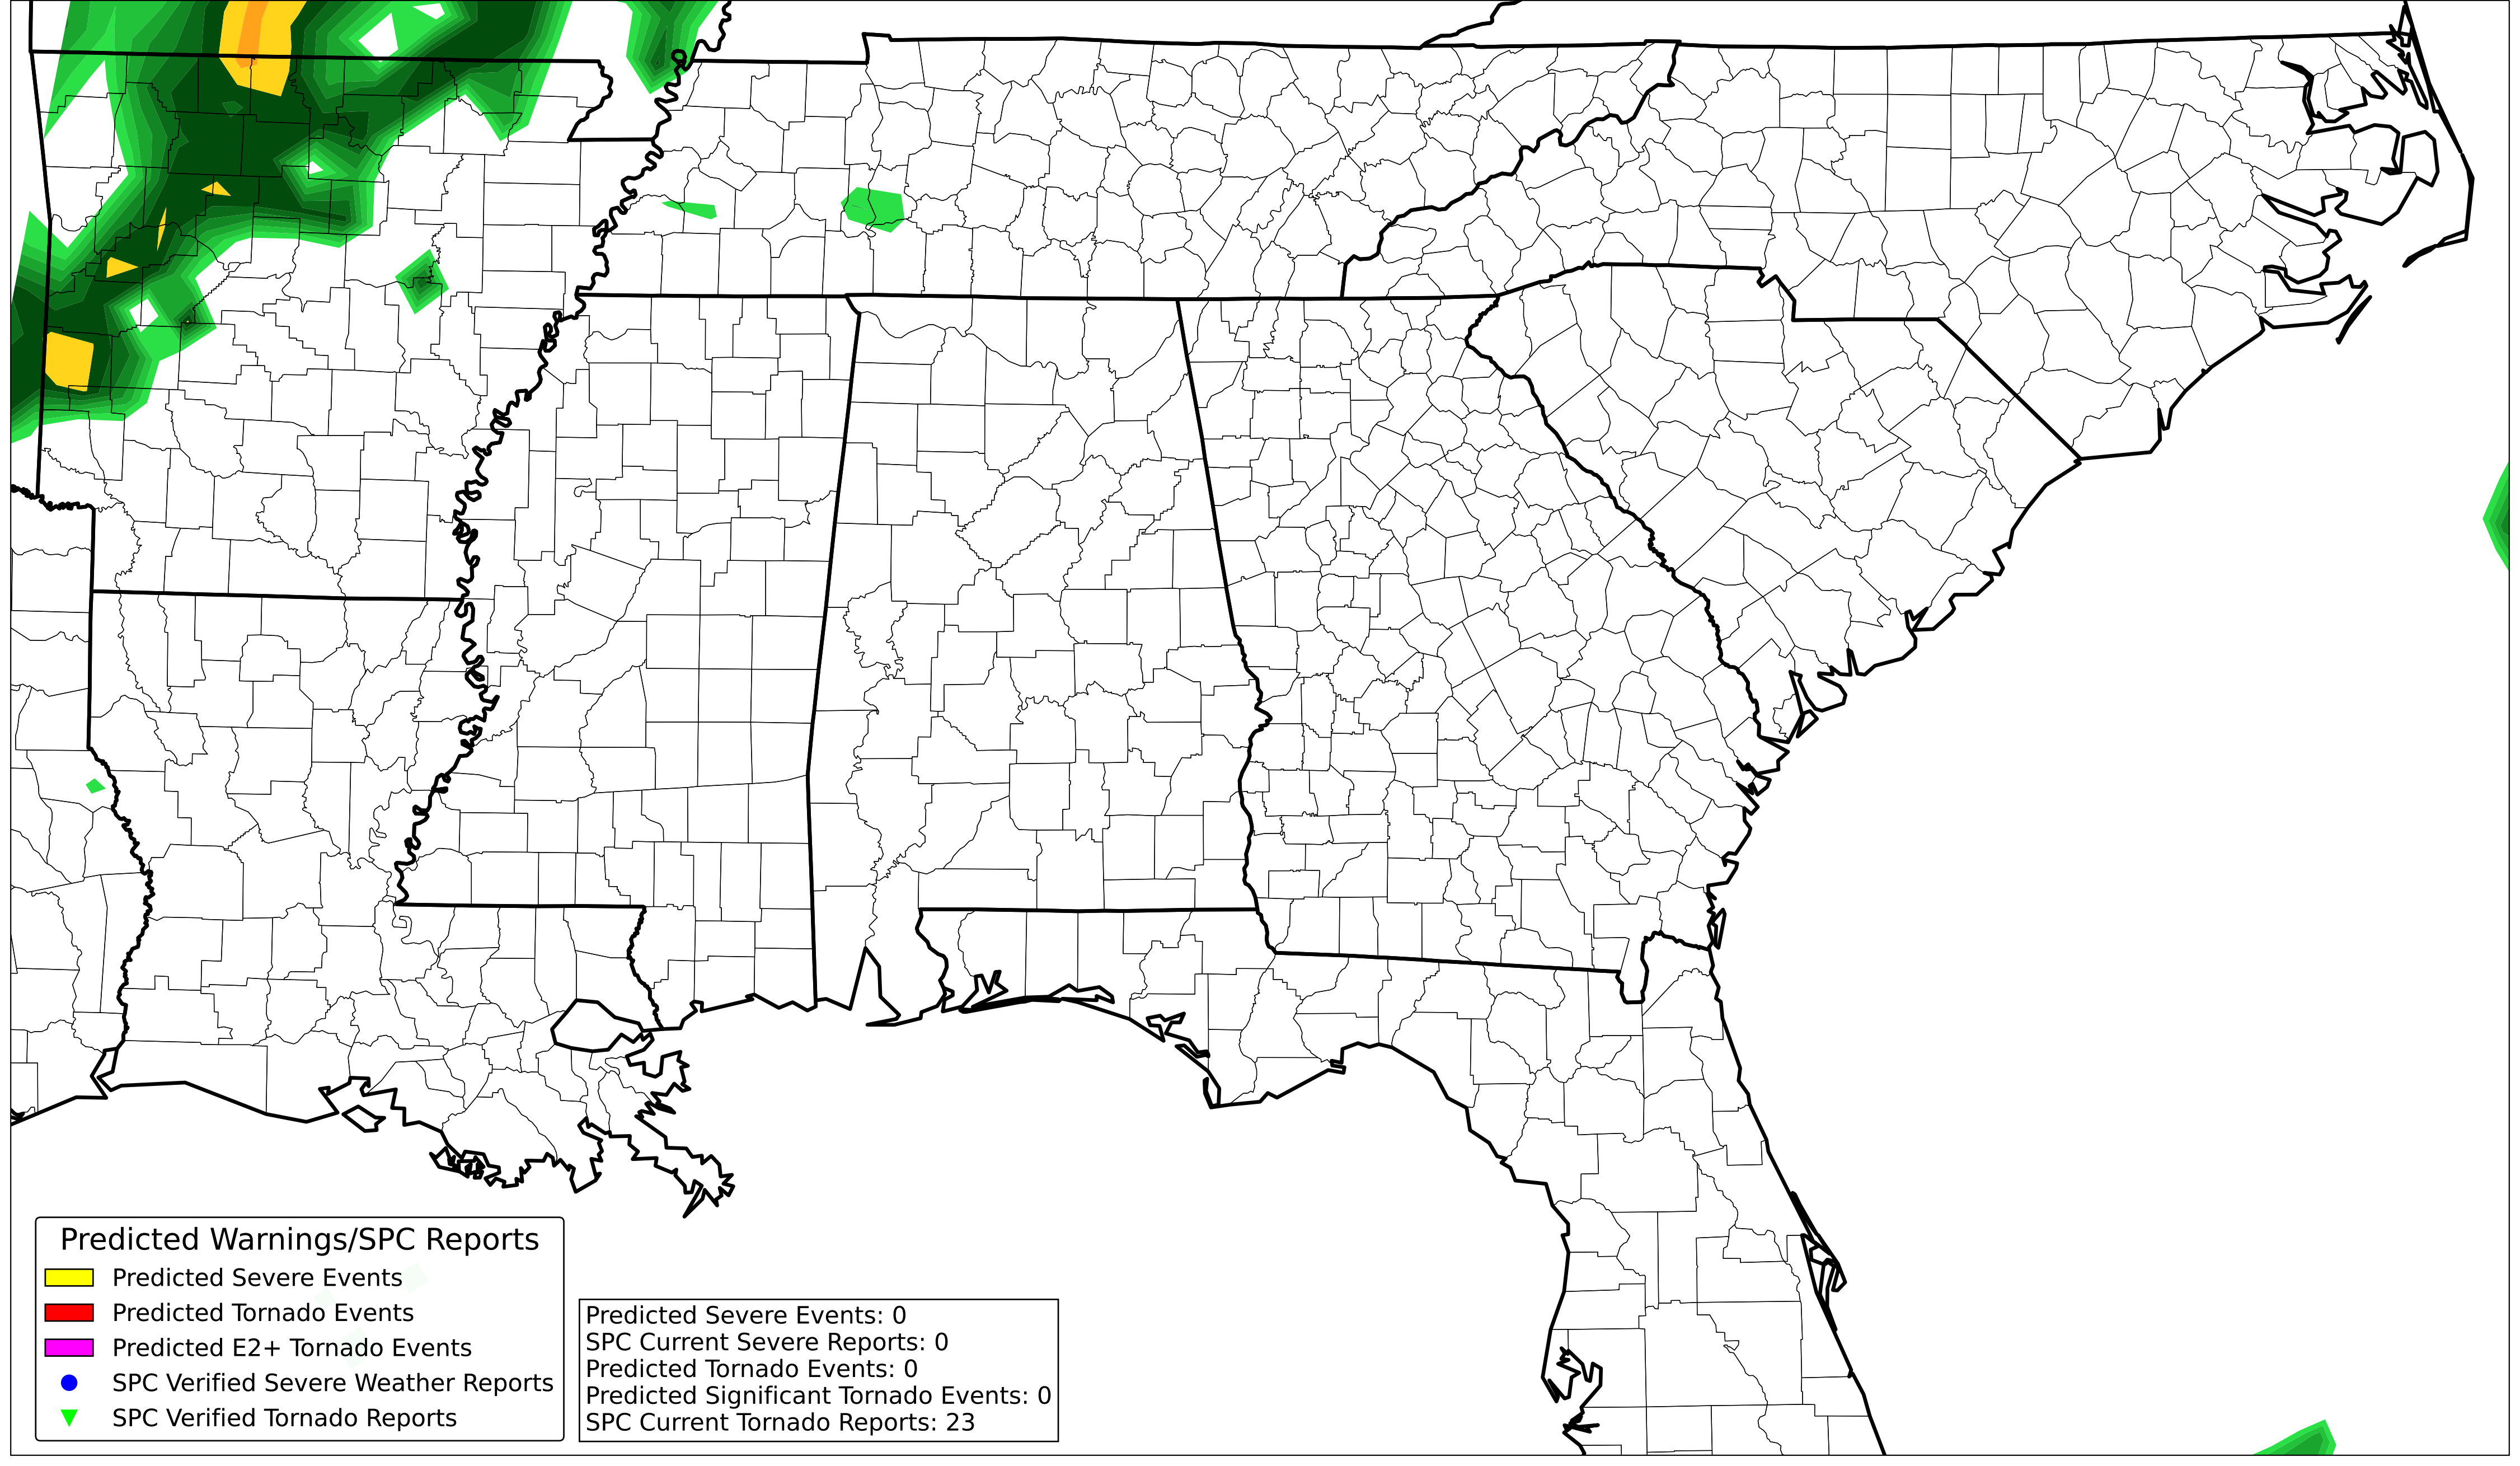 Predicted Warnings/SPC Reports
Predicted Severe Events
Predicted Tornado Events
Predicted E2+ Tornado Events
SPC Verified Severe Weather Reports
SPC Verified Tornado Reports
Predicted Severe Events: 0
SPC Current Severe Reports: 0
Predicted Tornado Events: 0
Predicted Significant Tornado Events: 0
SPC Current Tornado Reports: 23